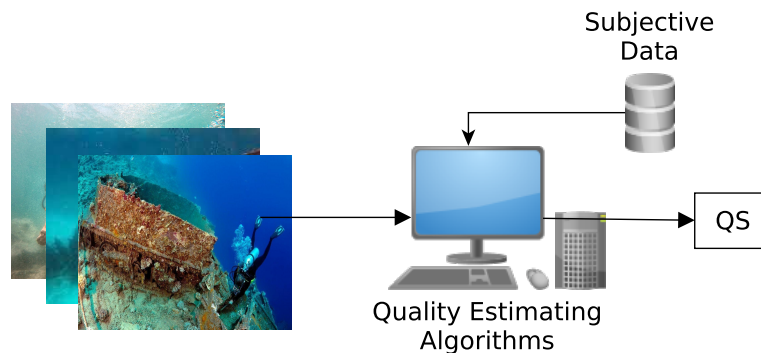 Subjective
Data
QS
Quality Estimating
Algorithms